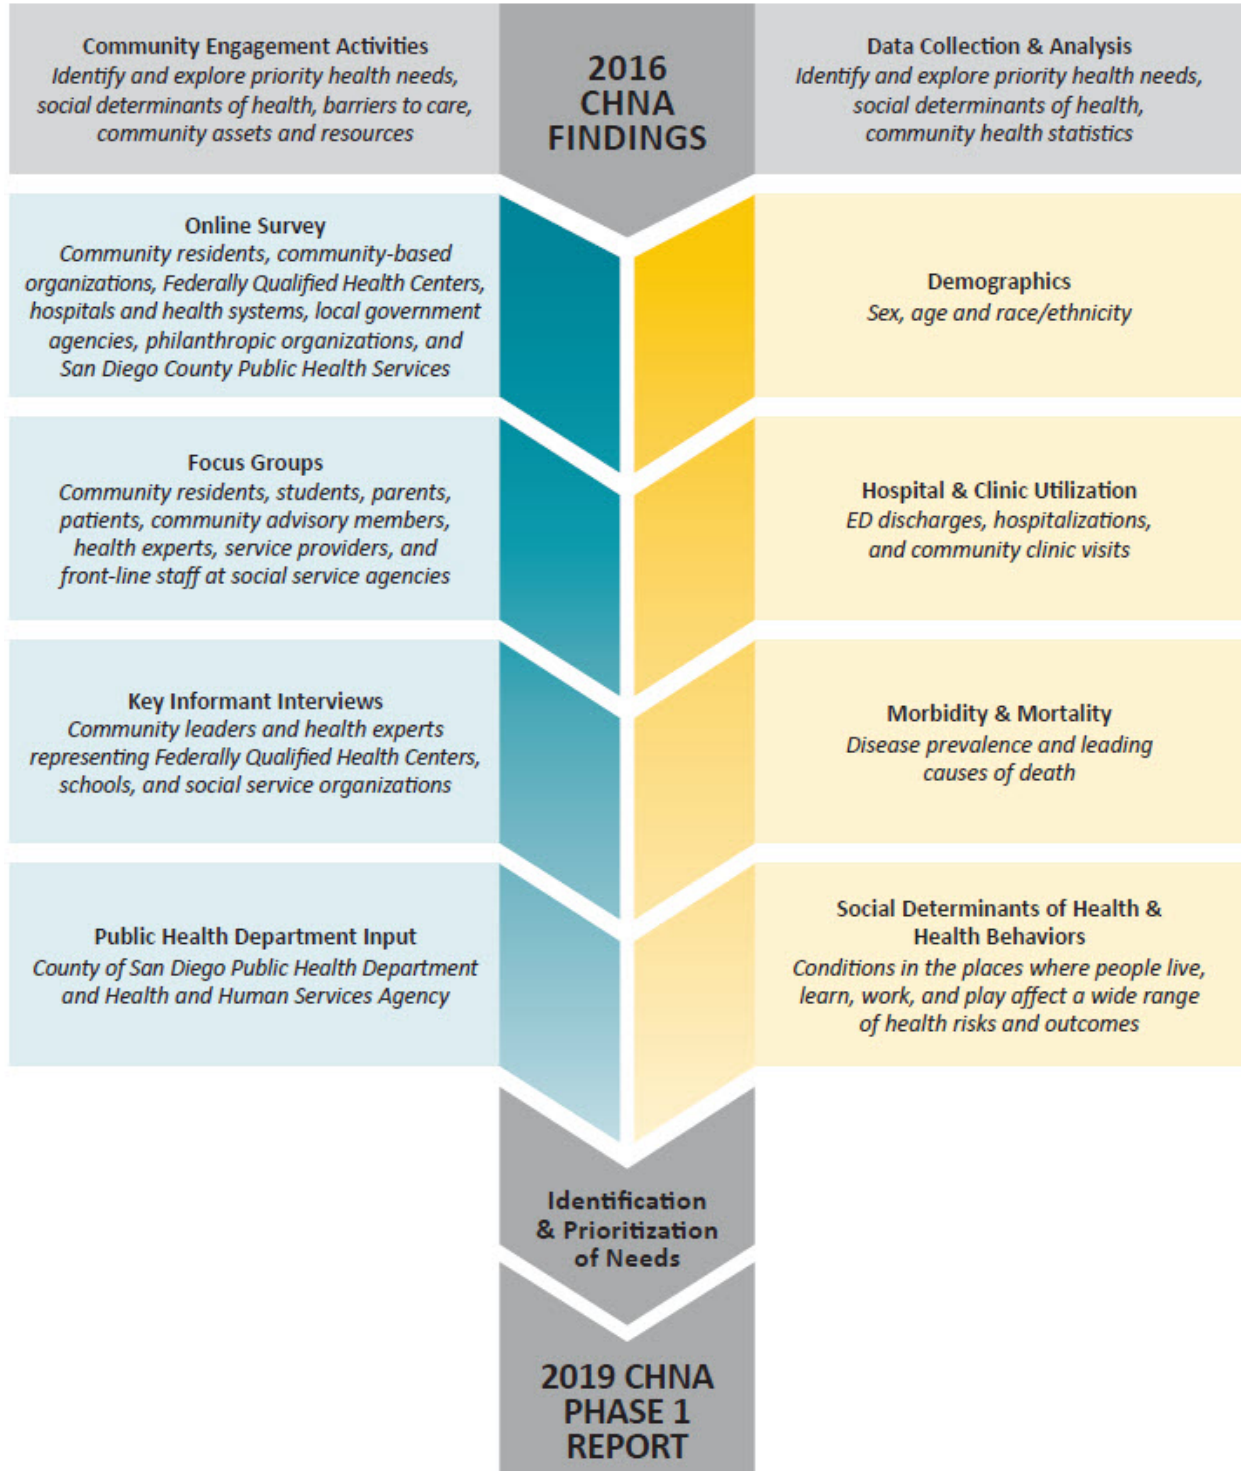 Community Engagement Activities
Identify and explore priority health needs,
social determinants of health, barriers to care,
community assets and resources
2016
CHNA
FINDINGS
Data Collection & Analysis
Identify and explore priority health needs,
social determinants of health,
community health statistics
Online Survey
Community residents, community-based
organizations, Federally Qualified Health Centers,
hospitals and health systems, local government
agencies, philanthropic organizations, and
San Diego County Public Health Services
Demographics
Sex, age and race/ethnicity
Focus Groups
Community residents, students, parents,
patients, community advisory members,
health experts, service providers, and
front-line staff at social service agencies
Hospital & Clinic Utilization
ED discharges, hospitalizations,
and community clinic visits
Key Informant Interviews
Community leaders and health experts
representing Federally Qualified Health Centers,
schools, and social service organizations
Morbidity & Mortality
Disease prevalence and leading
causes of death
Public Health Department Input
County of San Diego Public Health Department
and Health and Human Services Agency
Social Determinants of Health &
Health Behaviors
Conditions in the places where people live,
learn, work, and play affect a wide range
of health risks and outcomes
Identification
& Prioritization
of Needs
2019 CHNA
PHASE 1
REPORT